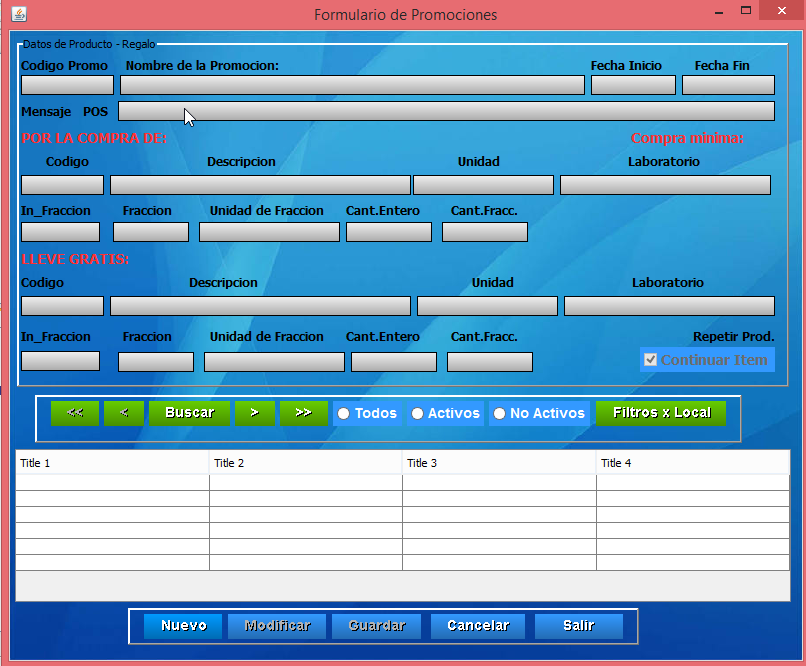 Formulario de Promociones
Datos de Producto - Regalo
Codigo Promo Nombre de la Promocion: Fecha Inicio Fecha Fin
Mensaje POS
POR LA COMPRA DE: Compra minima:
Codigo Descripcion Unidad Laboratorio
In_Fraccion Fraccion Unidad de Fraccion Cant.Entero Cant.Fracc.
LLEVE GRATIS:
Codigo Descripcion Unidad Laboratorio
In_Fraccion Fraccion Unidad de Fraccion Cant.Entero Cant.Fracc. Repetir Prod.
Continuar Item
<< < Buscar > >> Todos Activos No Activos Filtros x Local
Title 1 Title 2 Title 3 Title 4
Nuevo Modificar Guardar Cancelar Salir